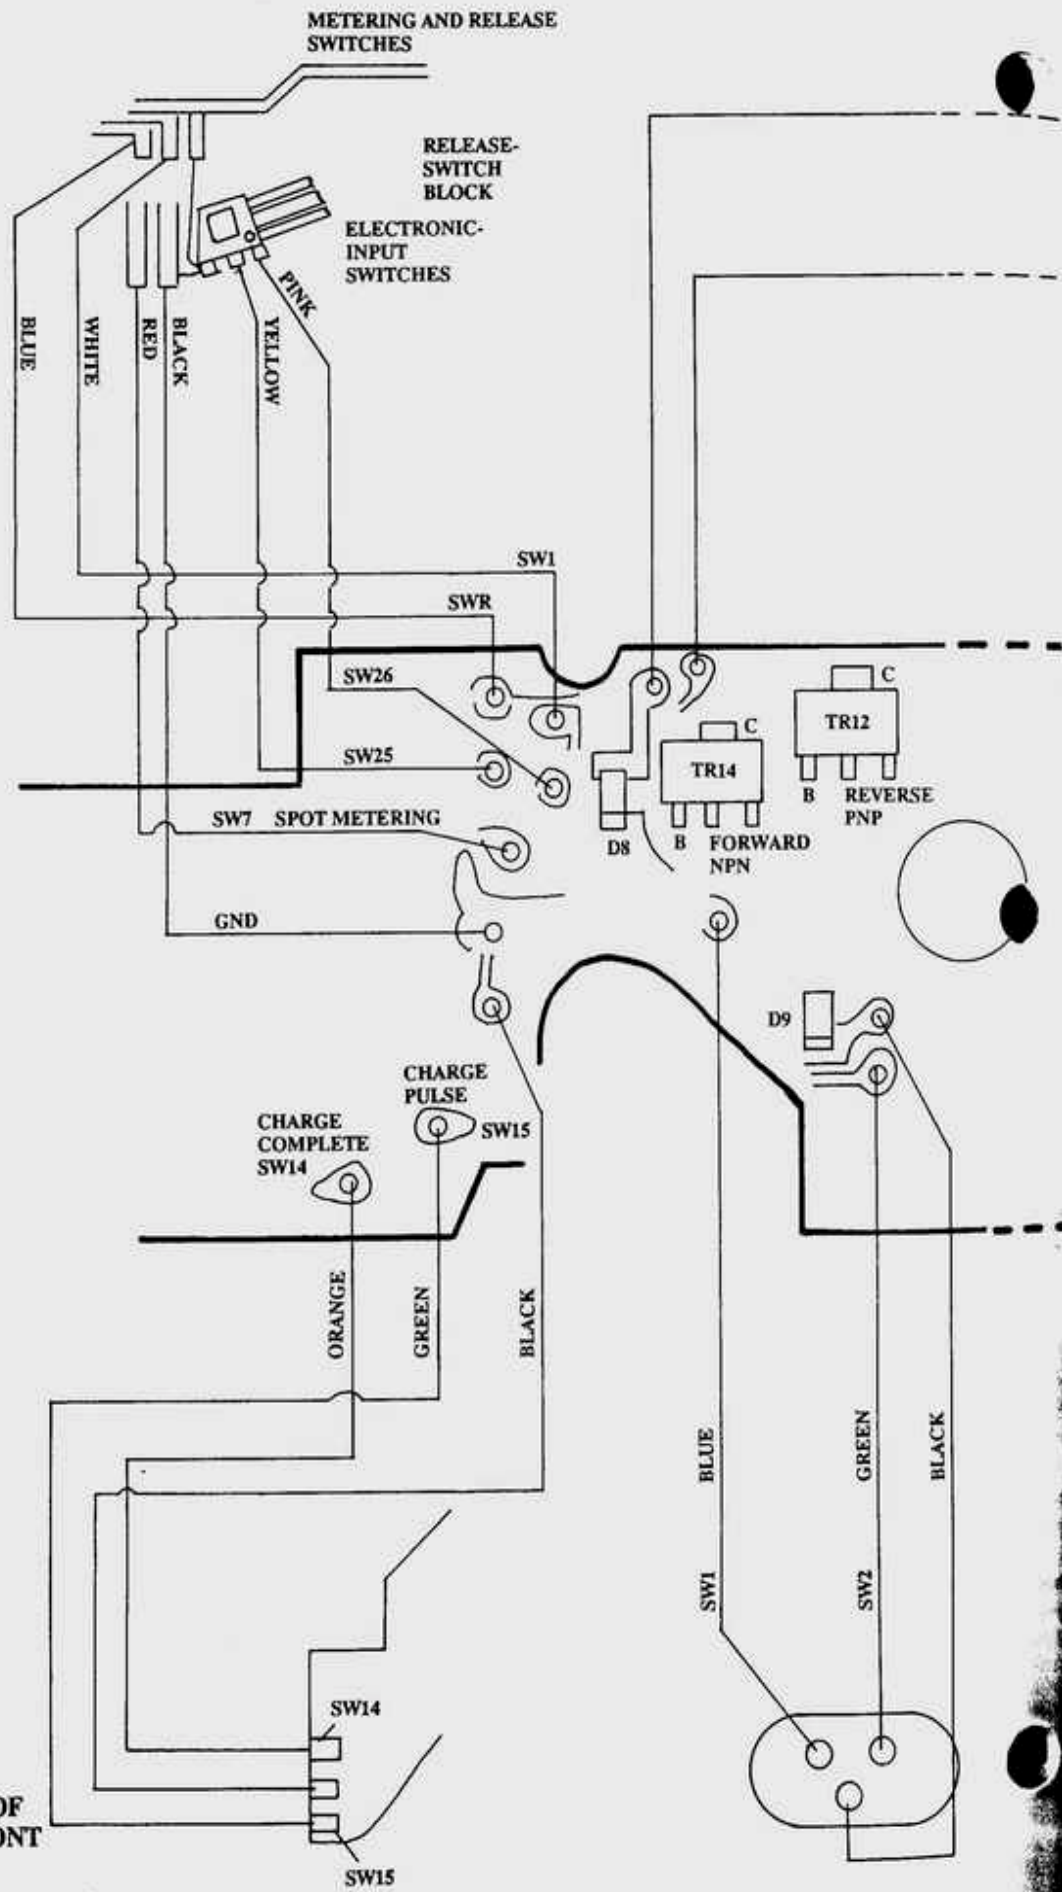 METERING AND RELEASE
SWITCHES
RELEASE-
SWITCH
BLOCK
ELECTRONIC-
INPUT
SWITCHES
PINK
BLUE
WHITE
RED
BLACK
YELLOW
SW1
SWR
SW26
SW25
SW7 SPOT METERING
GND
C
TR12
B REVERSE
PNP
C
TR14
B FORWARD
NPN
D8
D9
CHARGE
PULSE
SW15
CHARGE
COMPLETE
SW14
ORANGE
GREEN
BLACK
BLUE
GREEN
BLACK
SW1
SW2
SW14
SW15
OF
ONT